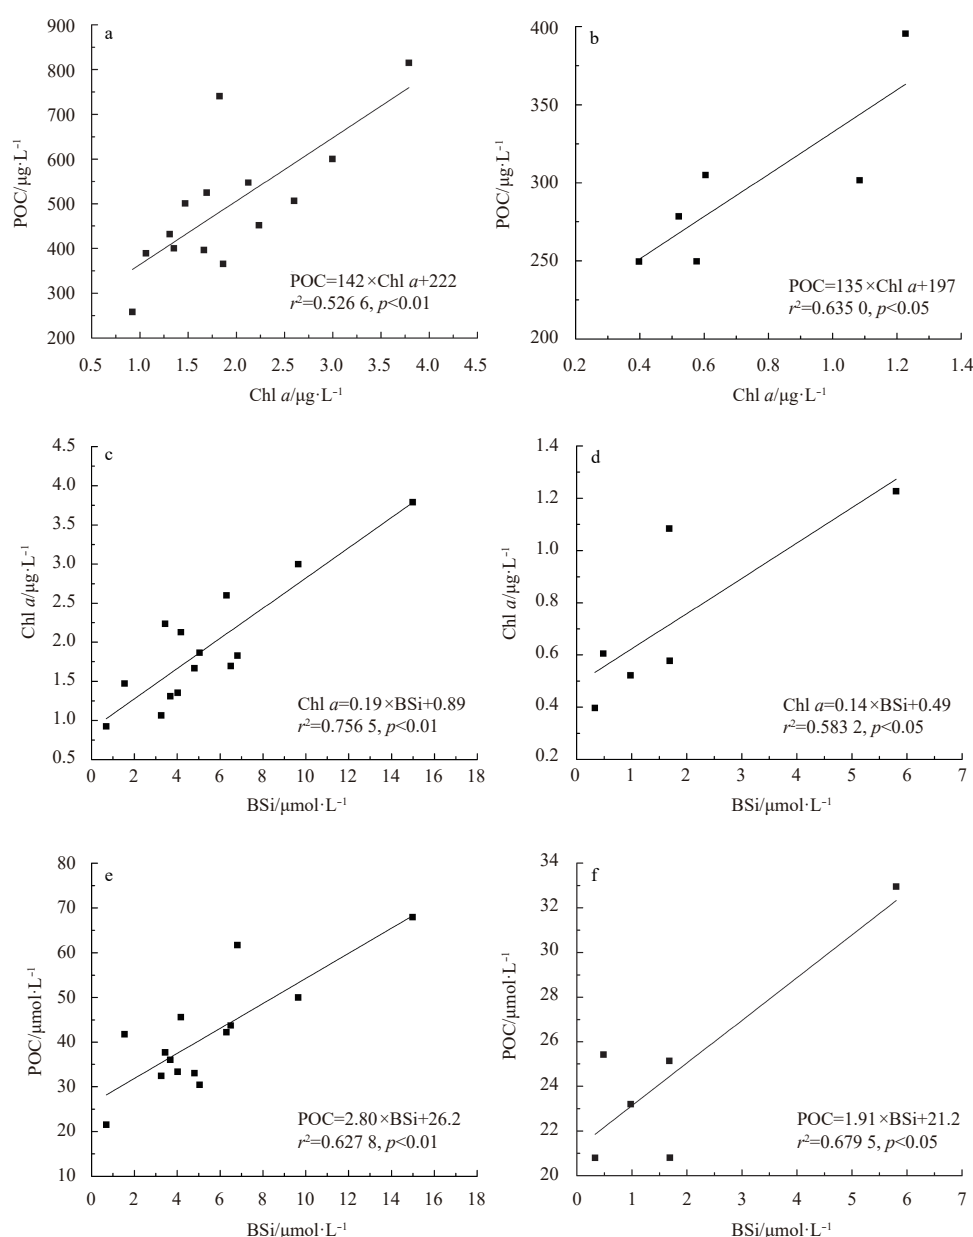 a
900
800
700
600
500
400
300
200
POC/μg·L⁻¹
POC=142×Chl a+222
r²=0.526 6, p<0.01
0.5 1.0 1.5 2.0 2.5 3.0 3.5 4.0 4.5
Chl a/μg·L⁻¹
b
400
350
300
250
200
POC/μg·L⁻¹
POC=135×Chl a+197
r²=0.635 0, p<0.05
0.2 0.4 0.6 0.8 1.0 1.2 1.4
Chl a/μg·L⁻¹
c
4.5
4.0
3.5
3.0
2.5
2.0
1.5
1.0
0.5
Chl a/μg·L⁻¹
Chl a=0.19×BSi+0.89
r²=0.756 5, p<0.01
0 2 4 6 8 10 12 14 16 18
BSi/μmol·L⁻¹
d
1.4
1.2
1.0
0.8
0.6
0.4
0.2
Chl a/μg·L⁻¹
Chl a=0.14×BSi+0.49
r²=0.583 2, p<0.05
0 1 2 3 4 5 6 7
BSi/μmol·L⁻¹
e
80
70
60
50
40
30
20
10
POC/μmol·L⁻¹
POC=2.80×BSi+26.2
r²=0.627 8, p<0.01
0 2 4 6 8 10 12 14 16 18
BSi/μmol·L⁻¹
f
34
32
30
28
26
24
22
20
POC/μmol·L⁻¹
POC=1.91×BSi+21.2
r²=0.679 5, p<0.05
0 1 2 3 4 5 6 7
BSi/μmol·L⁻¹